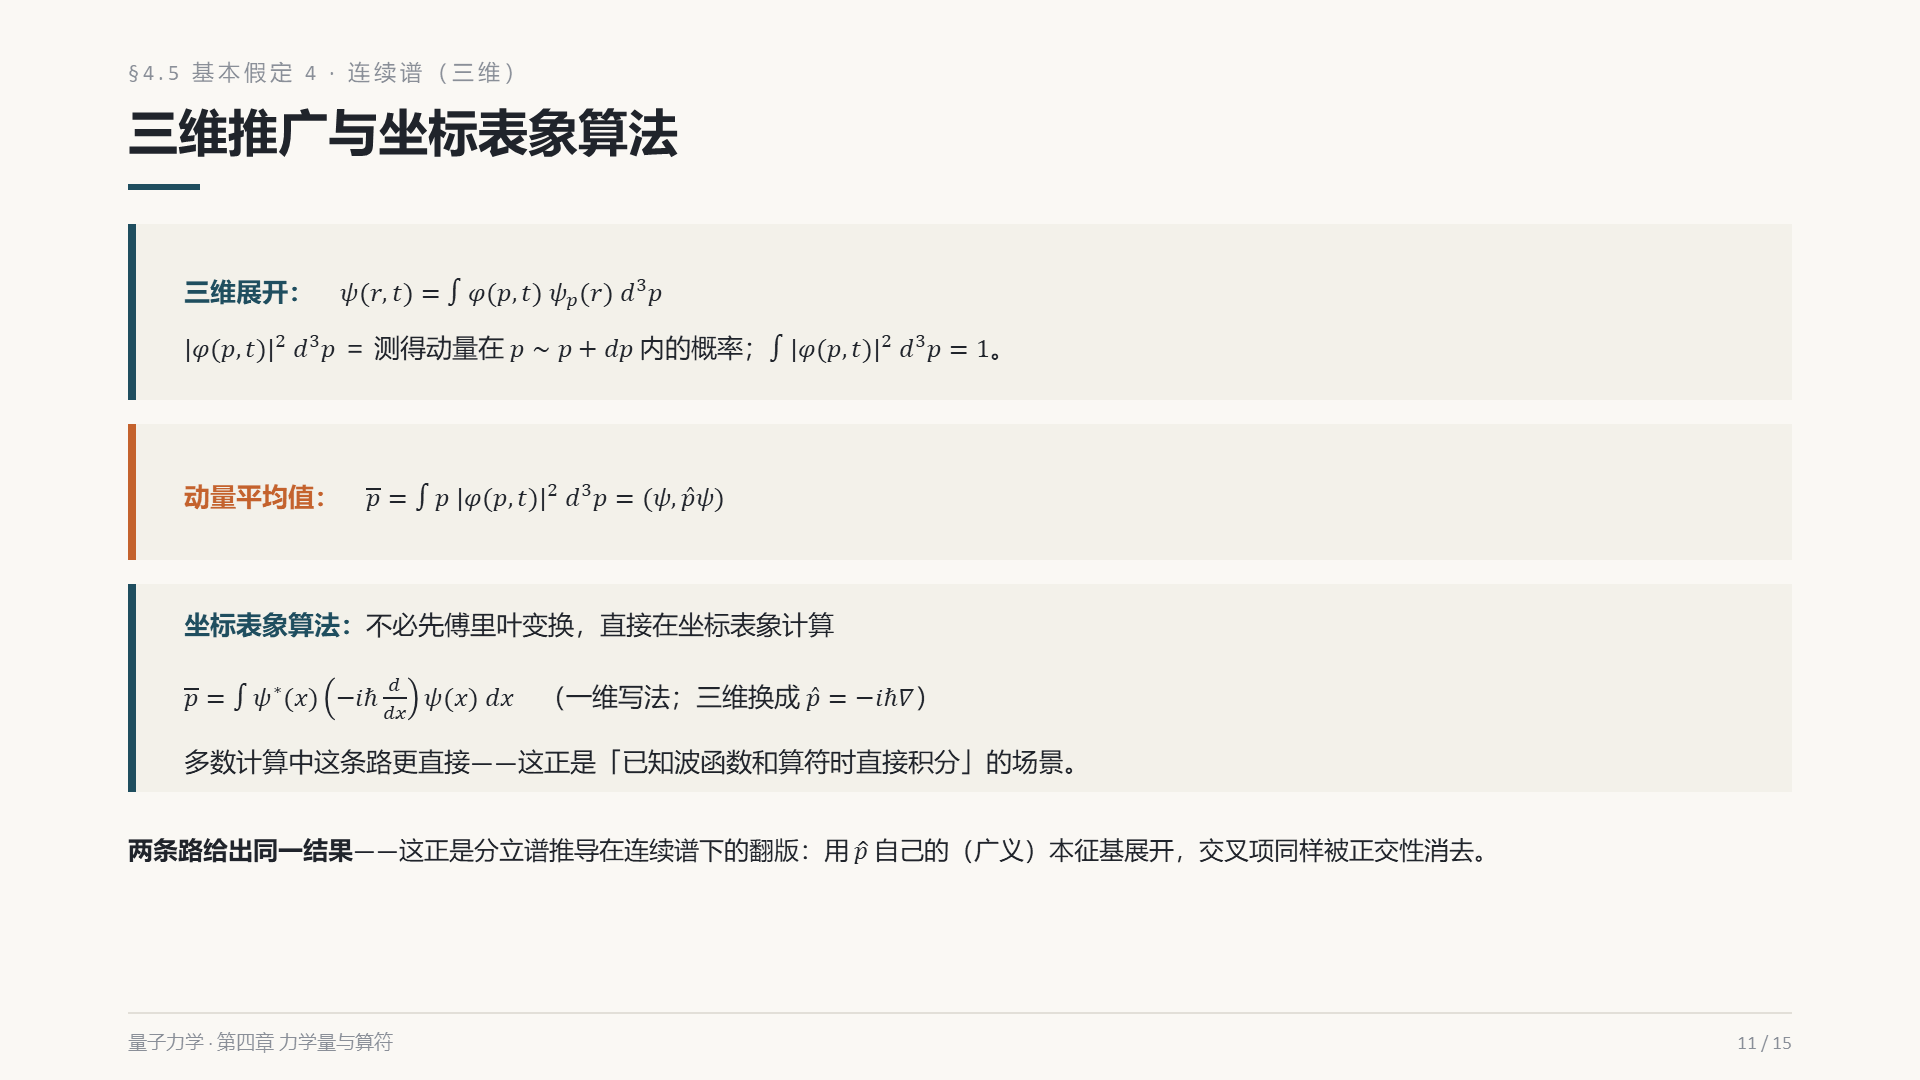 §4.5 基本假定 4 · 连续谱（三维）
三维推广与坐标表象算法
三维展开： ψ(r, t) = ∫ φ(p, t) ψ_p(r) d³p
|φ(p, t)|² d³p = 测得动量在 p ~ p + dp 内的概率；∫ |φ(p, t)|² d³p = 1。
动量平均值： p̅ = ∫ p |φ(p, t)|² d³p = (ψ, p̂ψ)
坐标表象算法：不必先傅里叶变换，直接在坐标表象计算
p̅ = ∫ ψ*(x) (−iℏ d/dx) ψ(x) dx （一维写法；三维换成 p̂ = −iℏ∇）
多数计算中这条路更直接——这正是「已知波函数和算符时直接积分」的场景。
两条路给出同一结果——这正是分立谱推导在连续谱下的翻版：用 p̂ 自己的（广义）本征基展开，交叉项同样被正交性消去。
量子力学 · 第四章 力学量与算符
11 / 15